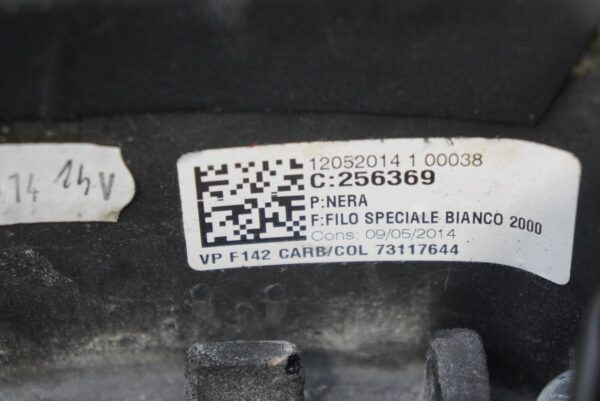 12052014 1 00038
C:256369
P:NERA
F:FILO SPECIALE BIANCO 2000
Cons: 09/05/2014
VP F142 CARB/COL 73117644
14 14V